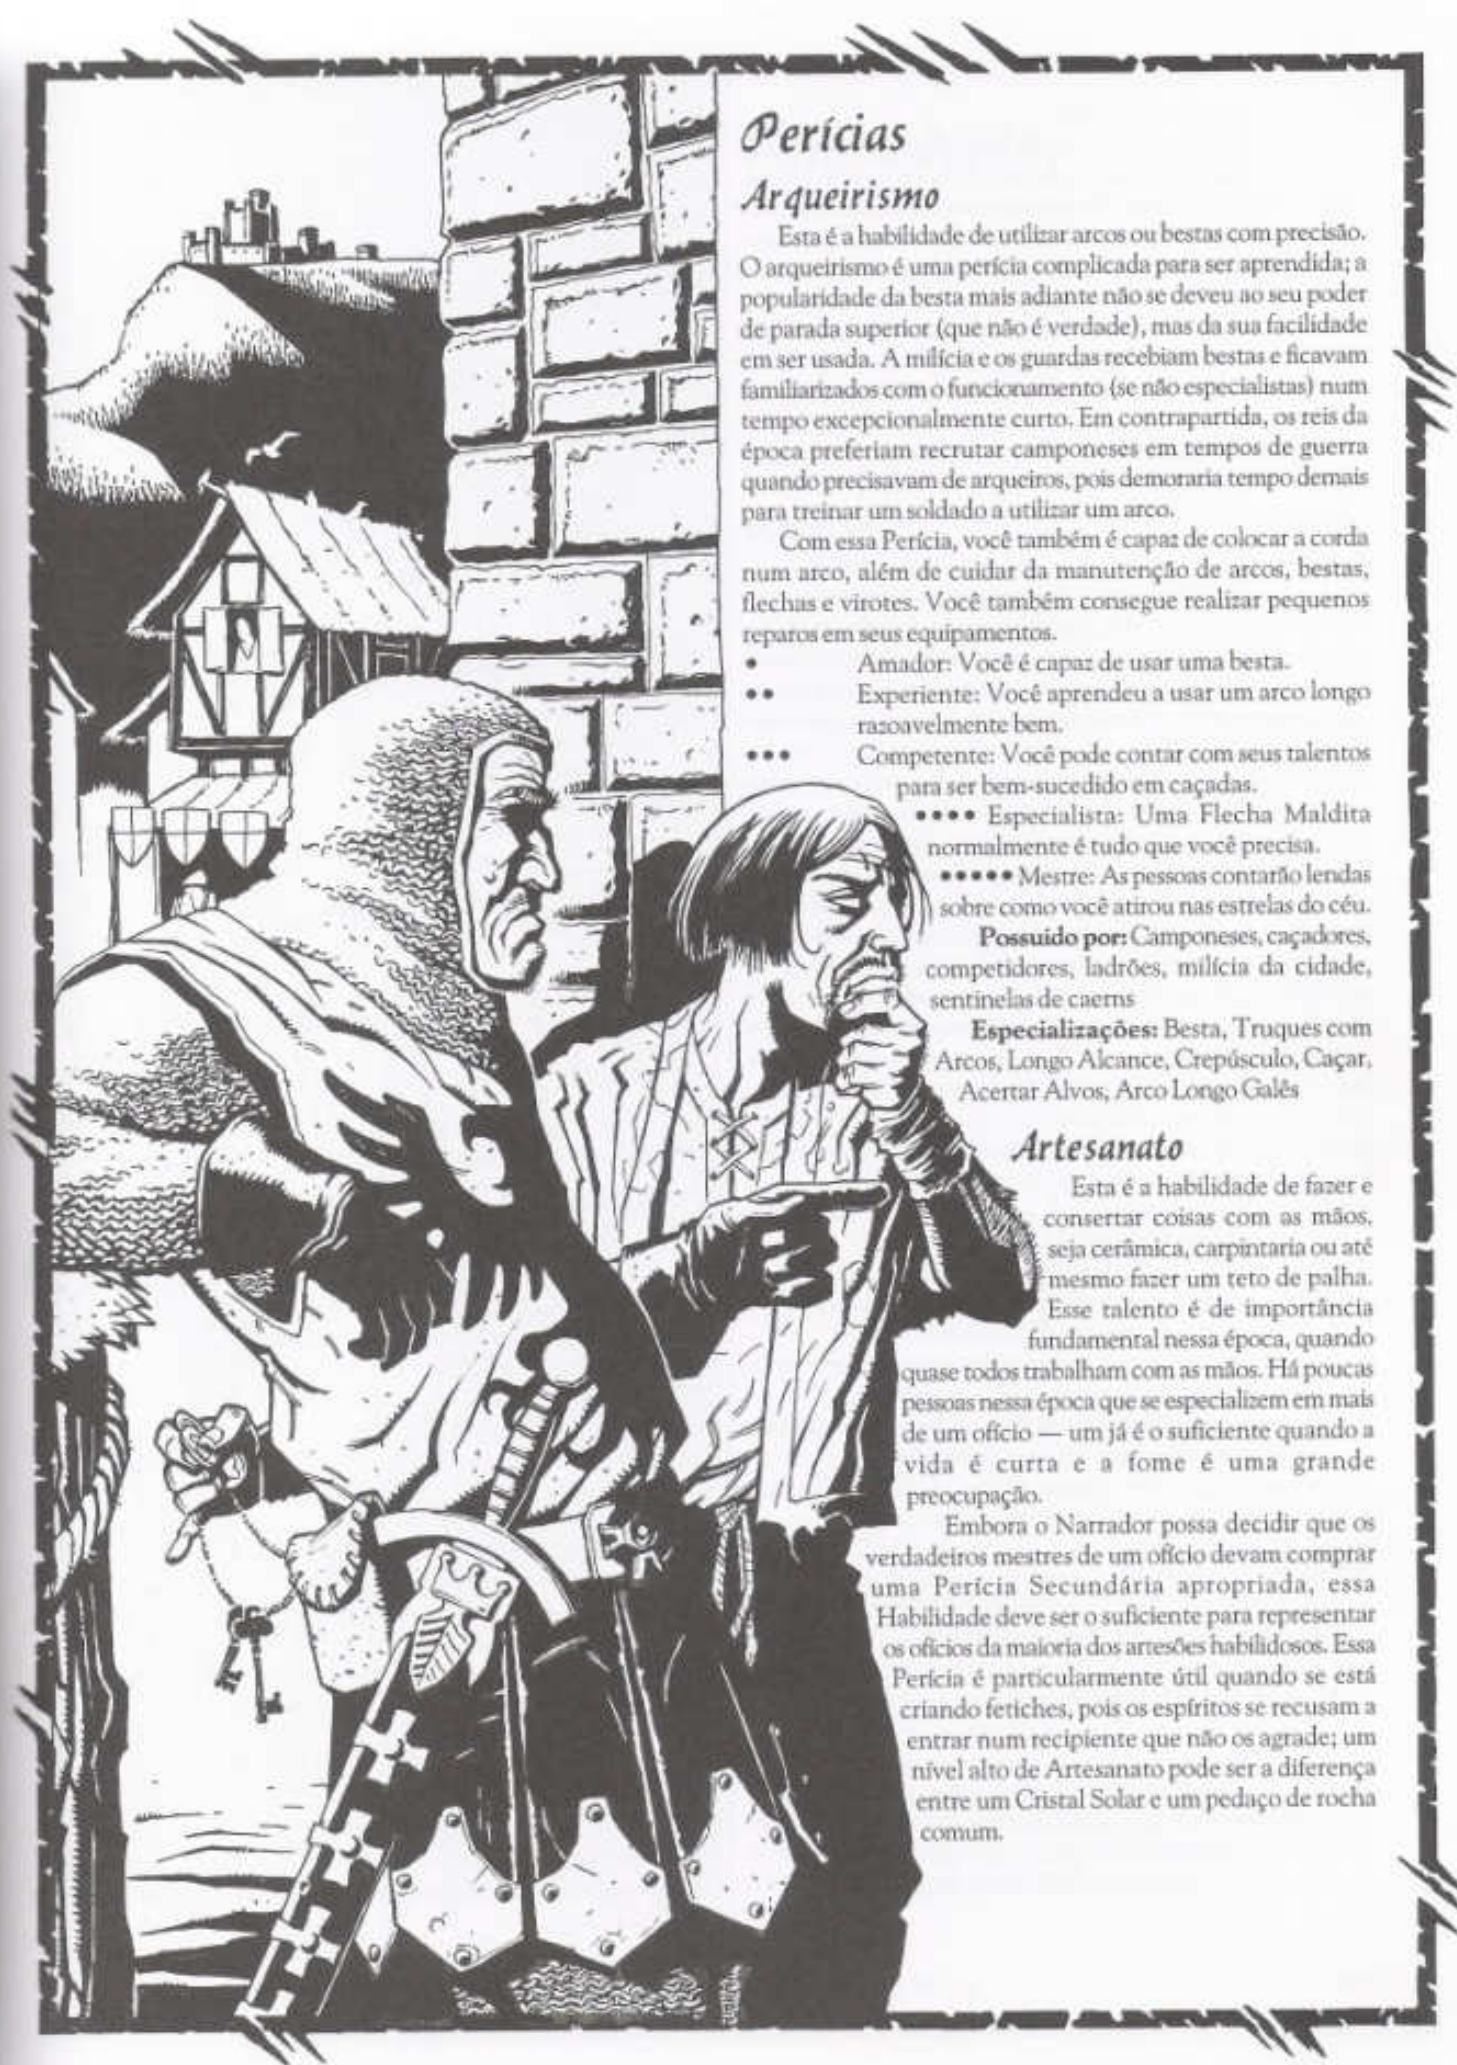 Perícias
Arqueirismo
Esta é a habilidade de utilizar arcos ou bestas com precisão.
O arqueirismo é uma perícia complicada para ser aprendida; a
popularidade da besta mais adiante não se deveu ao seu poder
de parada superior (que não é verdade), mas da sua facilidade
em ser usada. A milícia e os guardas recebiam bestas e ficavam
familiarizados com o funcionamento (se não especialistas) num
tempo excepcionalmente curto. Em contrapartida, os reis da
época preferiam recrutar camponeses em tempos de guerra
quando precisavam de arqueiros, pois demoraria tempo demais
para treinar um soldado a utilizar um arco.
Com essa Perícia, você também é capaz de colocar a corda
num arco, além de cuidar da manutenção de arcos, bestas,
flechas e virotes. Você também consegue realizar pequenos
reparos em seus equipamentos.
• Amador: Você é capaz de usar uma besta.
•• Experiente: Você aprendeu a usar um arco longo
razoavelmente bem.
••• Competente: Você pode contar com seus talentos
para ser bem-sucedido em caçadas.
•••• Especialista: Uma Flecha Maldita
normalmente é tudo que você precisa.
••••• Mestre: As pessoas contarão lendas
sobre como você atirou nas estrelas do céu.
Possuido por: Camponeses, caçadores,
competidores, ladrões, milícia da cidade,
sentinelas de caerns
Especializações: Besta, Truques com
Arcos, Longo Alcance, Crepúsculo, Caçar,
Acertar Alvos, Arco Longo Galês
Artesanato
Esta é a habilidade de fazer e
consertar coisas com as mãos,
seja cerâmica, carpintaria ou até
mesmo fazer um teto de palha.
Esse talento é de importância
fundamental nessa época, quando
quase todos trabalham com as mãos. Há poucas
pessoas nessa época que se especializem em mais
de um ofício — um já é o suficiente quando a
vida é curta e a fome é uma grande
preocupação.
Embora o Narrador possa decidir que os
verdadeiros mestres de um ofício devam comprar
uma Perícia Secundária apropriada, essa
Habilidade deve ser o suficiente para representar
os ofícios da maioria dos artesões habilidosos. Essa
Perícia é particularmente útil quando se está
criando fetiches, pois os espíritos se recusam a
entrar num recipiente que não os agrade; um
nível alto de Artesanato pode ser a diferença
entre um Cristal Solar e um pedaço de rocha
comum.